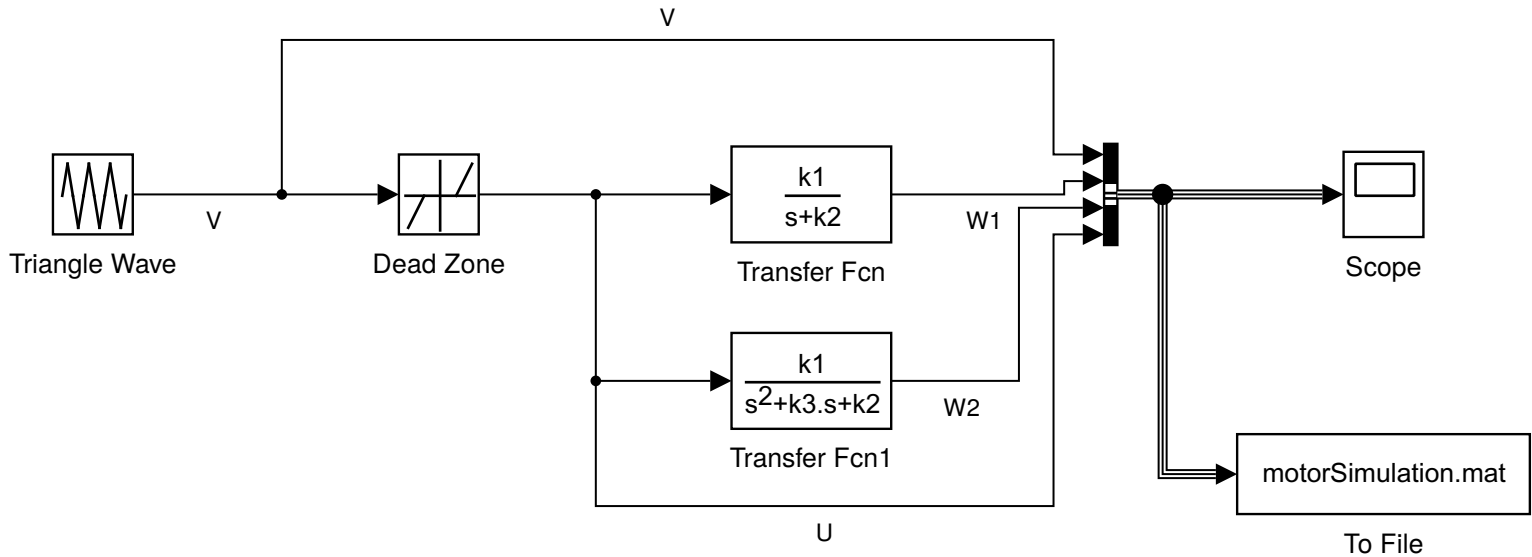 V
V
Triangle Wave
Dead Zone
k1
s+k2
Transfer Fcn
W1
k1
s²+k3.s+k2
Transfer Fcn1
W2
U
Scope
motorSimulation.mat
To File